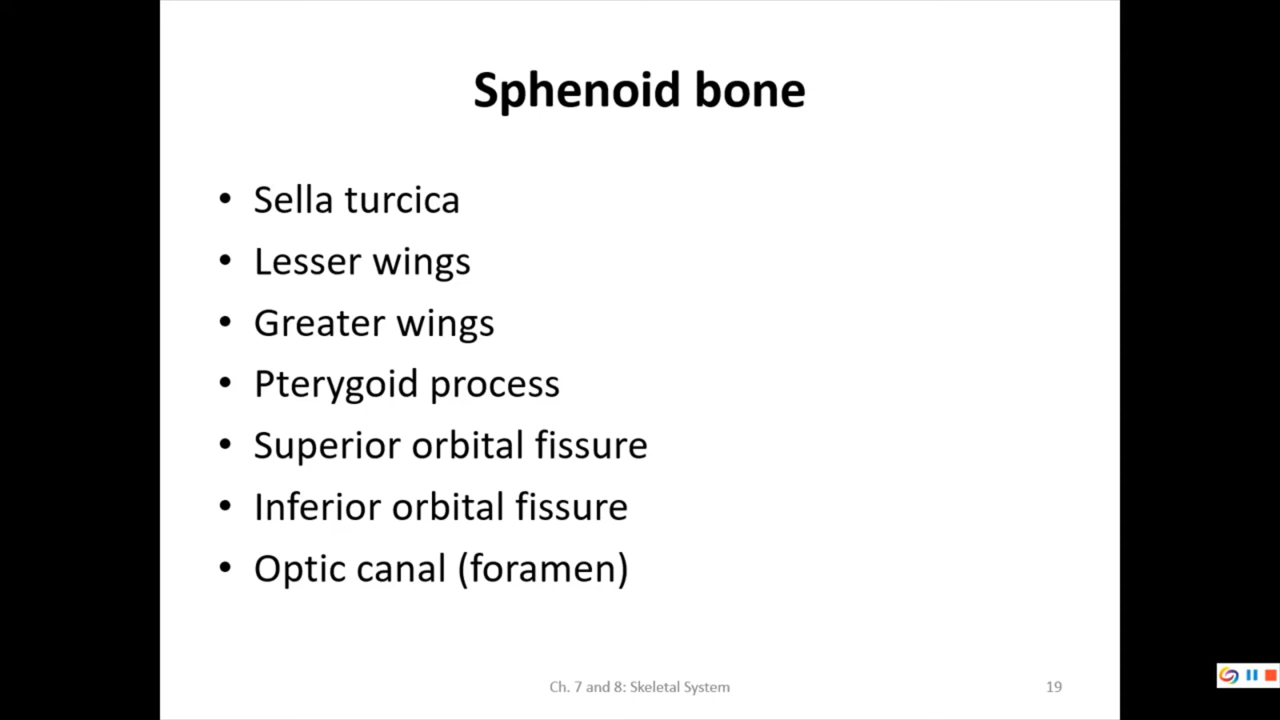 Sphenoid bone
• Sella turcica
• Lesser wings
• Greater wings
• Pterygoid process
• Superior orbital fissure
• Inferior orbital fissure
• Optic canal (foramen)
Ch. 7 and 8: Skeletal System
19